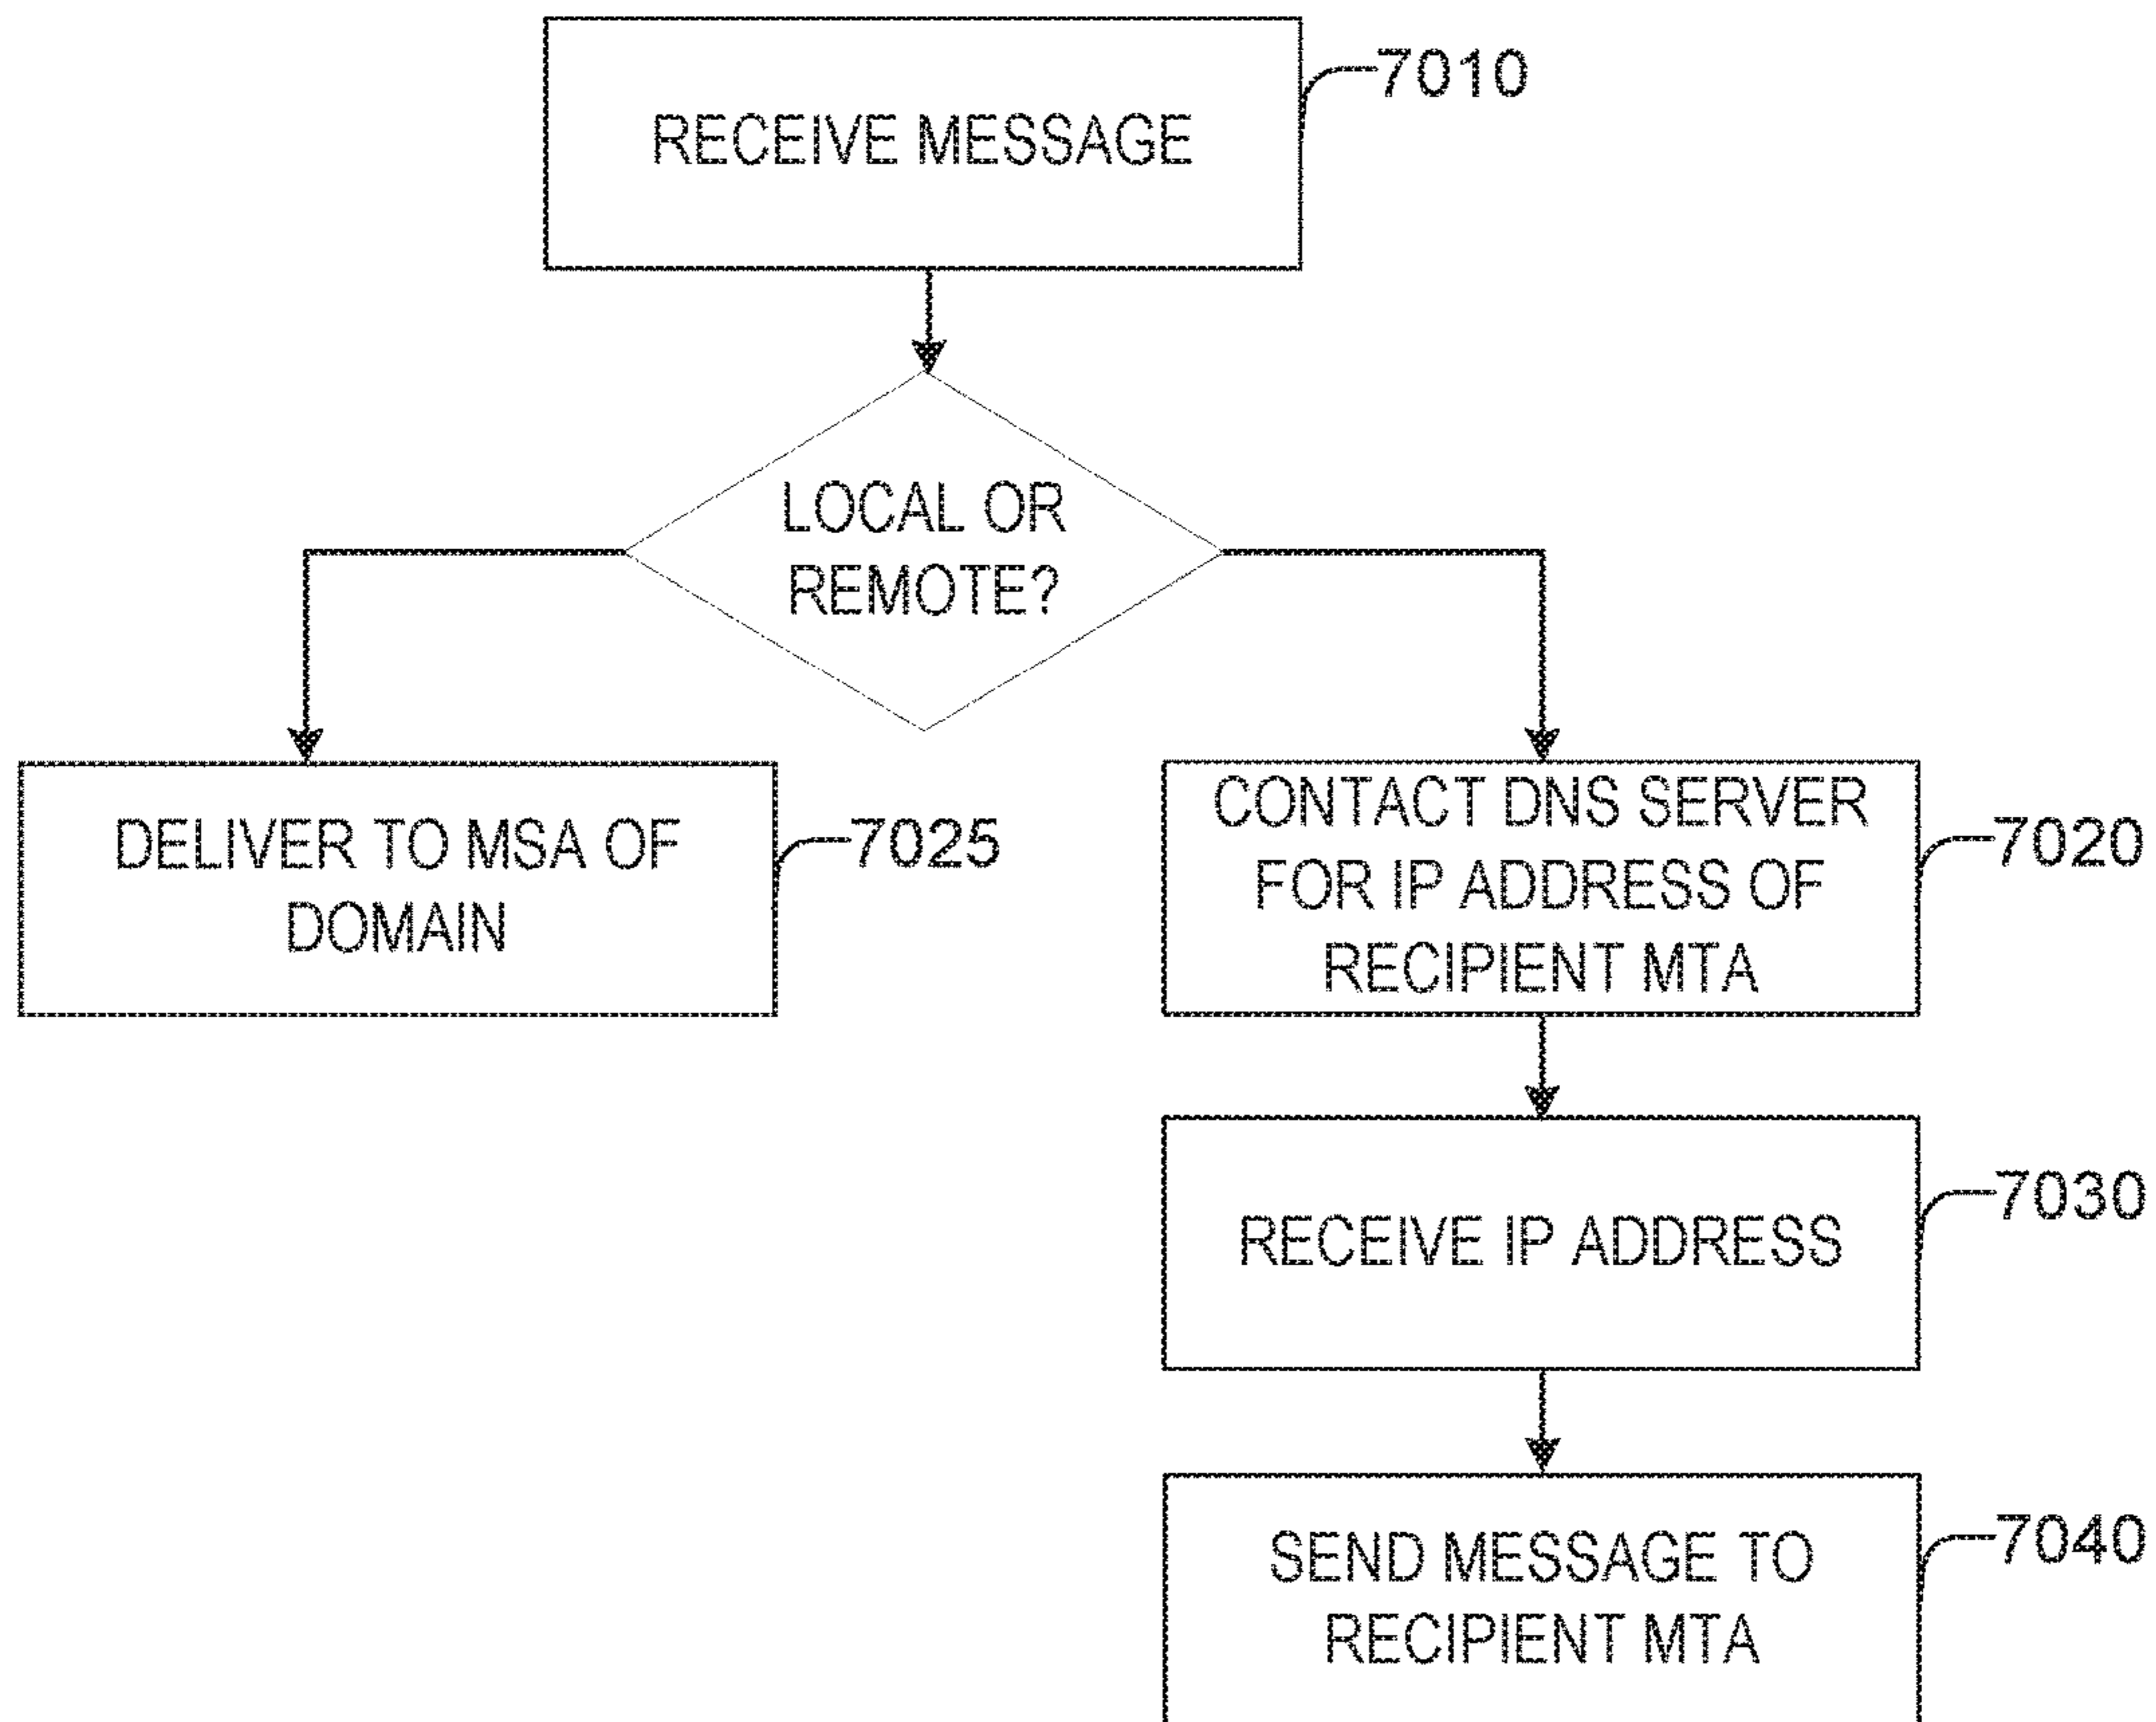 RECEIVE MESSAGE
7010
LOCAL OR
REMOTE?
DELIVER TO MSA OF
DOMAIN
7025
CONTACT DNS SERVER
FOR IP ADDRESS OF
RECIPIENT MTA
7020
RECEIVE IP ADDRESS
7030
SEND MESSAGE TO
RECIPIENT MTA
7040